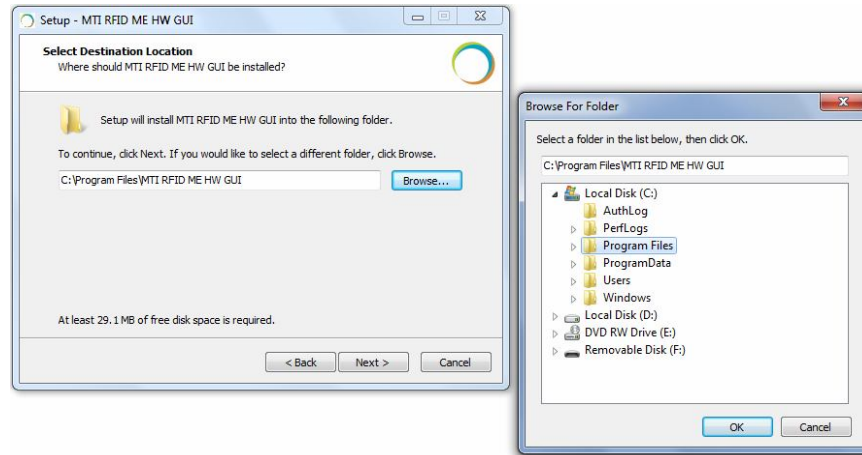 Setup - MTI RFID ME HW GUI
Select Destination Location
Where should MTI RFID ME HW GUI be installed?
Setup will install MTI RFID ME HW GUI into the following folder.
To continue, click Next. If you would like to select a different folder, click Browse.
C:\Program Files\MTI RFID ME HW GUI
Browse...
At least 29.1 MB of free disk space is required.
< Back
Next >
Cancel
Browse For Folder
Select a folder in the list below, then click OK.
C:\Program Files\MTI RFID ME HW GUI
Local Disk (C:)
AuthLog
PerfLogs
Program Files
ProgramData
Users
Windows
Local Disk (D:)
DVD RW Drive (E:)
Removable Disk (F:)
OK
Cancel